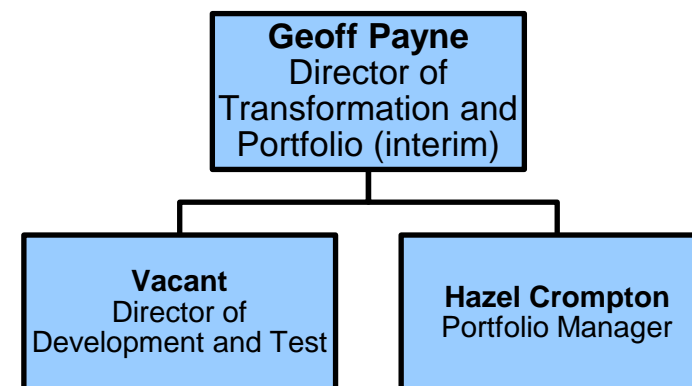 Geoff Payne
Director of
Transformation and
Portfolio (interim)
Vacant
Director of
Development and Test
Hazel Crompton
Portfolio Manager